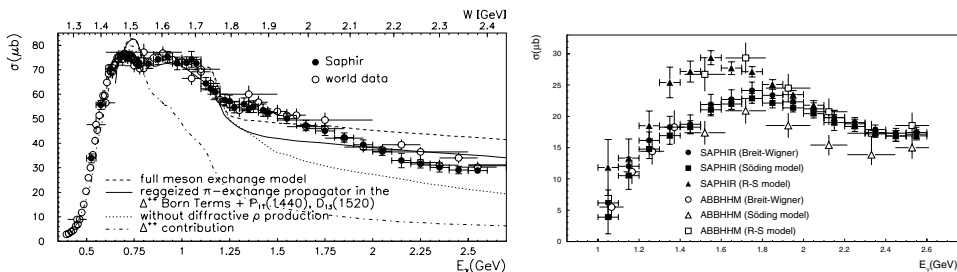 W [GeV]
1.3 1.4 1.5 1.6 1.7 1.8 1.9 2 2.1 2.2 2.3 2.4
σ(μb)
80
70
60
50
40
30
20
10
0
● Saphir
○ world data
full meson exchange model
reggeized π-exchange propagator in the
Δ++ Born Terms + P11(1440), D13(1520)
without diffractive ρ production
Δ++ contribution
0.5 0.75 1 1.25 1.5 1.75 2 2.25 2.5
Eγ(GeV)
σ(μb)
35
30
25
20
15
10
5
0
SAPHIR (Breit-Wigner)
SAPHIR (Söding model)
SAPHIR (R-S model)
ABBHHM (Breit-Wigner)
ABBHHM (Söding model)
ABBHHM (R-S model)
1 1.2 1.4 1.6 1.8 2 2.2 2.4 2.6
Eγ(GeV)